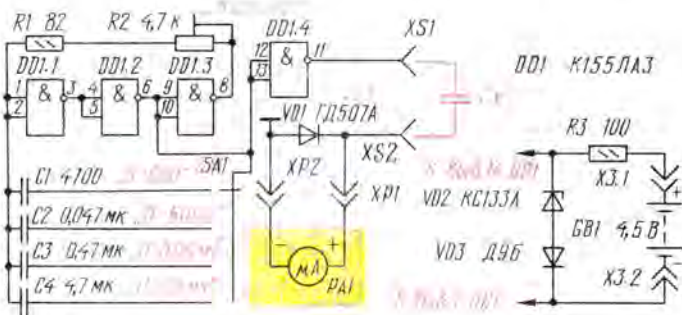 R1 82
R2 4,7 к
DD1.1
DD1.2
DD1.3
DD1.4
1
2
&
3
4
5
&
6
9
10
&
8
12
13
&
11
XS1
DD1 К155ЛА3
VD1 ГД507А
XS2
SA1
XP2
XP1
C1 4700
C2 0,047 мк
C3 0,47 мк
C4 4,7 мк
- +
мА
PA1
R3 100
X3.1
VD2 КС133А
+
GB1 4,5 В
VD3 Д9Б
-
X3.2